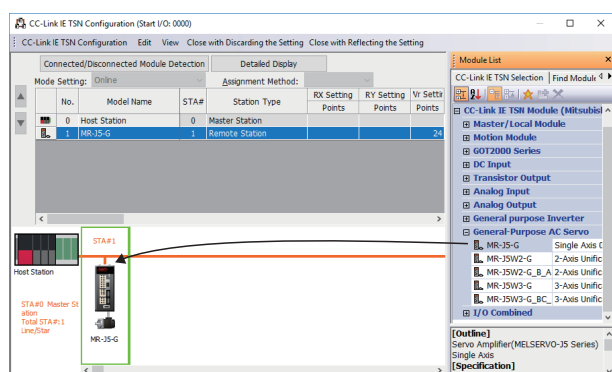 CC-Link IE TSN Configuration (Start I/O: 0000)
CC-Link IE TSN Configuration Edit View Close with Discarding the Setting Close with Reflecting the Setting
Connected/Disconnected Module Detection Detailed Display
Mode Setting: Online Assignment Method:
No. Model Name STA# Station Type RX Setting RY Setting Wr Settir
Points Points Points
0 Host Station 0 Master Station
1 MR-J5-G 1 Remote Station 24
STA#1
Host Station
STA#0 Master St
ation
Total STA#:1
Line/Star
MR-J5-G
Module List
CC-Link IE TSN Selection Find Module
CC-Link IE TSN Module (Mitsubisl
Master/Local Module
Motion Module
GOT2000 Series
DC Input
Transistor Output
Analog Input
Analog Output
General purpose Inverter
General-Purpose AC Servo
MR-J5-G Single Axis
MR-J5W2-G 2-Axis Unific
MR-J5W2-G_B_A 2-Axis Unific
MR-J5W3-G 3-Axis Unific
MR-J5W3-G_BC_ 3-Axis Unific
I/O Combined
[Outline]
Servo Amplifier(MELSERVO-J5 Series)
Single Axis
[Specification]